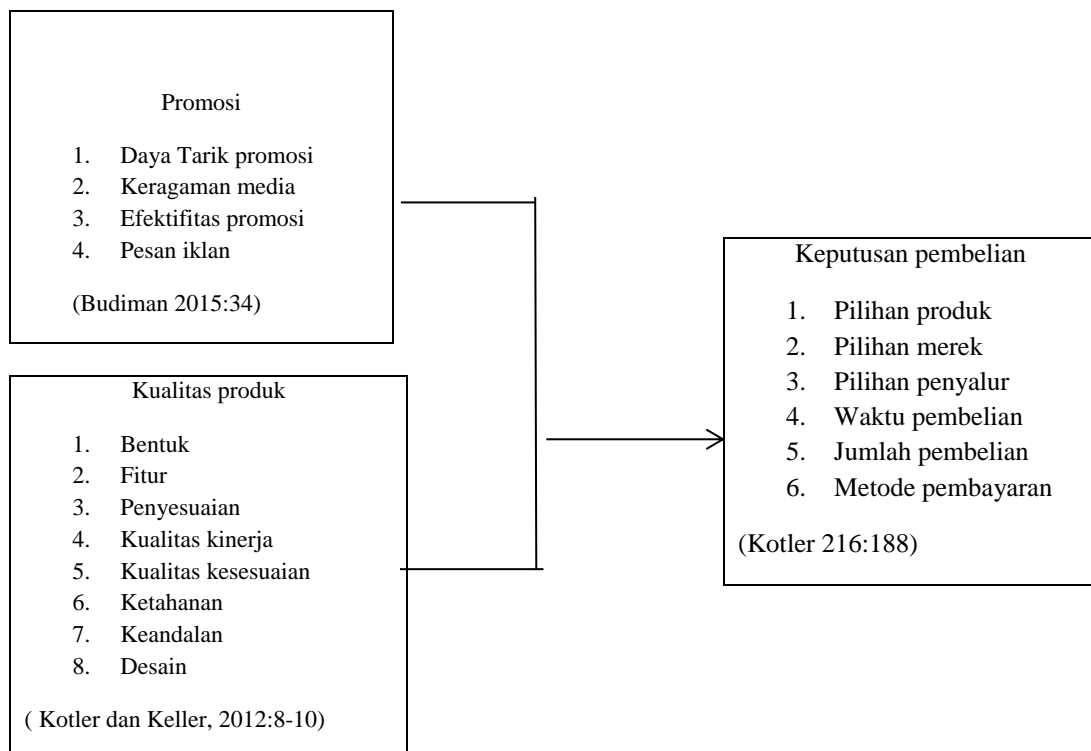 Promosi
1. Daya Tarik promosi
2. Keragaman media
3. Efektifitas promosi
4. Pesan iklan
(Budiman 2015:34)
Kualitas produk
1. Bentuk
2. Fitur
3. Penyesuaian
4. Kualitas kinerja
5. Kualitas kesesuaian
6. Ketahanan
7. Keandalan
8. Desain
( Kotler dan Keller, 2012:8-10)
Keputusan pembelian
1. Pilihan produk
2. Pilihan merek
3. Pilihan penyalur
4. Waktu pembelian
5. Jumlah pembelian
6. Metode pembayaran
(Kotler 216:188)